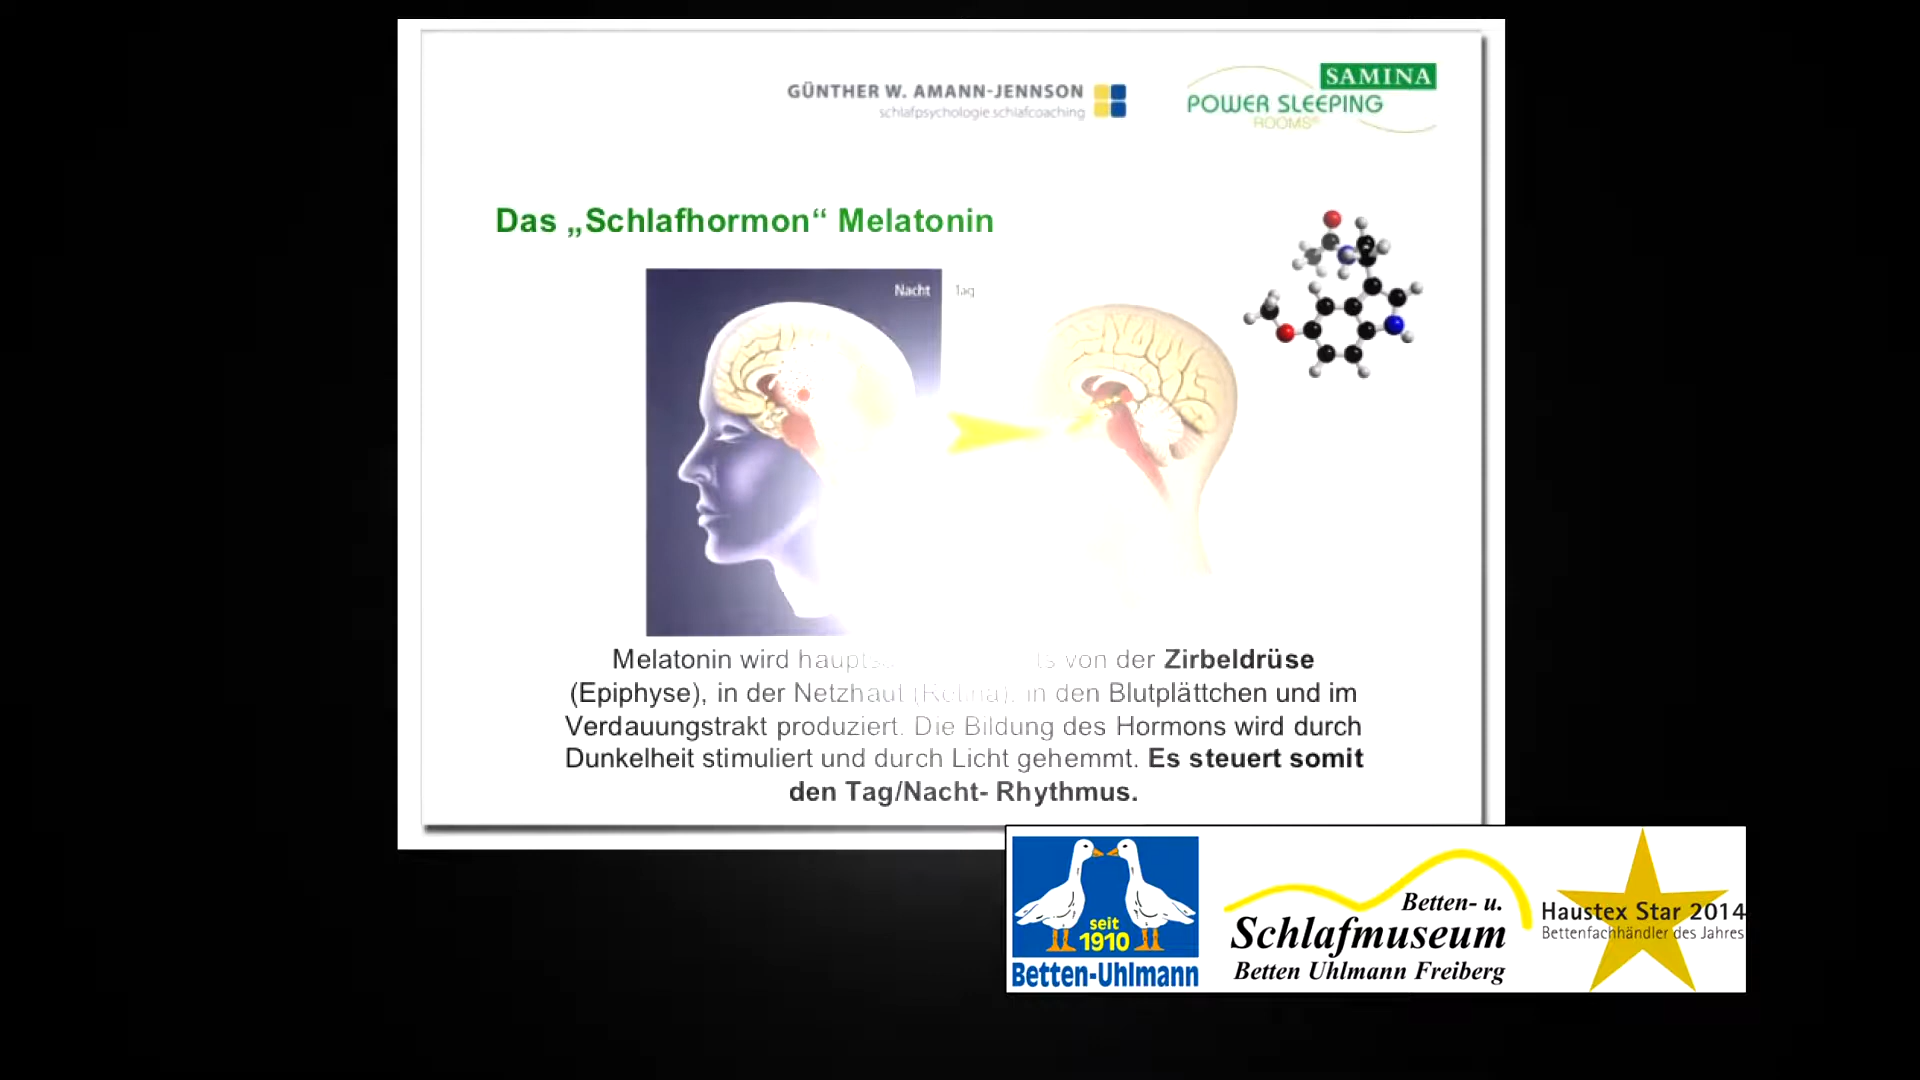 GÜNTHER W. AMANN-JENNSON
schlafpsychologie.schlafcoaching
SAMINA
POWER SLEEPING
ROOMS®
Das „Schlafhormon“ Melatonin
Nacht
Tag
Melatonin wird von der Zirbeldrüse
(Epiphyse), in der Netzhaut (Retina), in den Blutplättchen und im
Verdauungstrakt produziert. Die Bildung des Hormons wird durch
Dunkelheit stimuliert und durch Licht gehemmt. Es steuert somit
den Tag/Nacht- Rhythmus.
seit
1910
Betten-Uhlmann
Betten- u.
Schlafmuseum
Betten Uhlmann Freiberg
Haustex Star 2014
Bettenfachhändler des Jahres